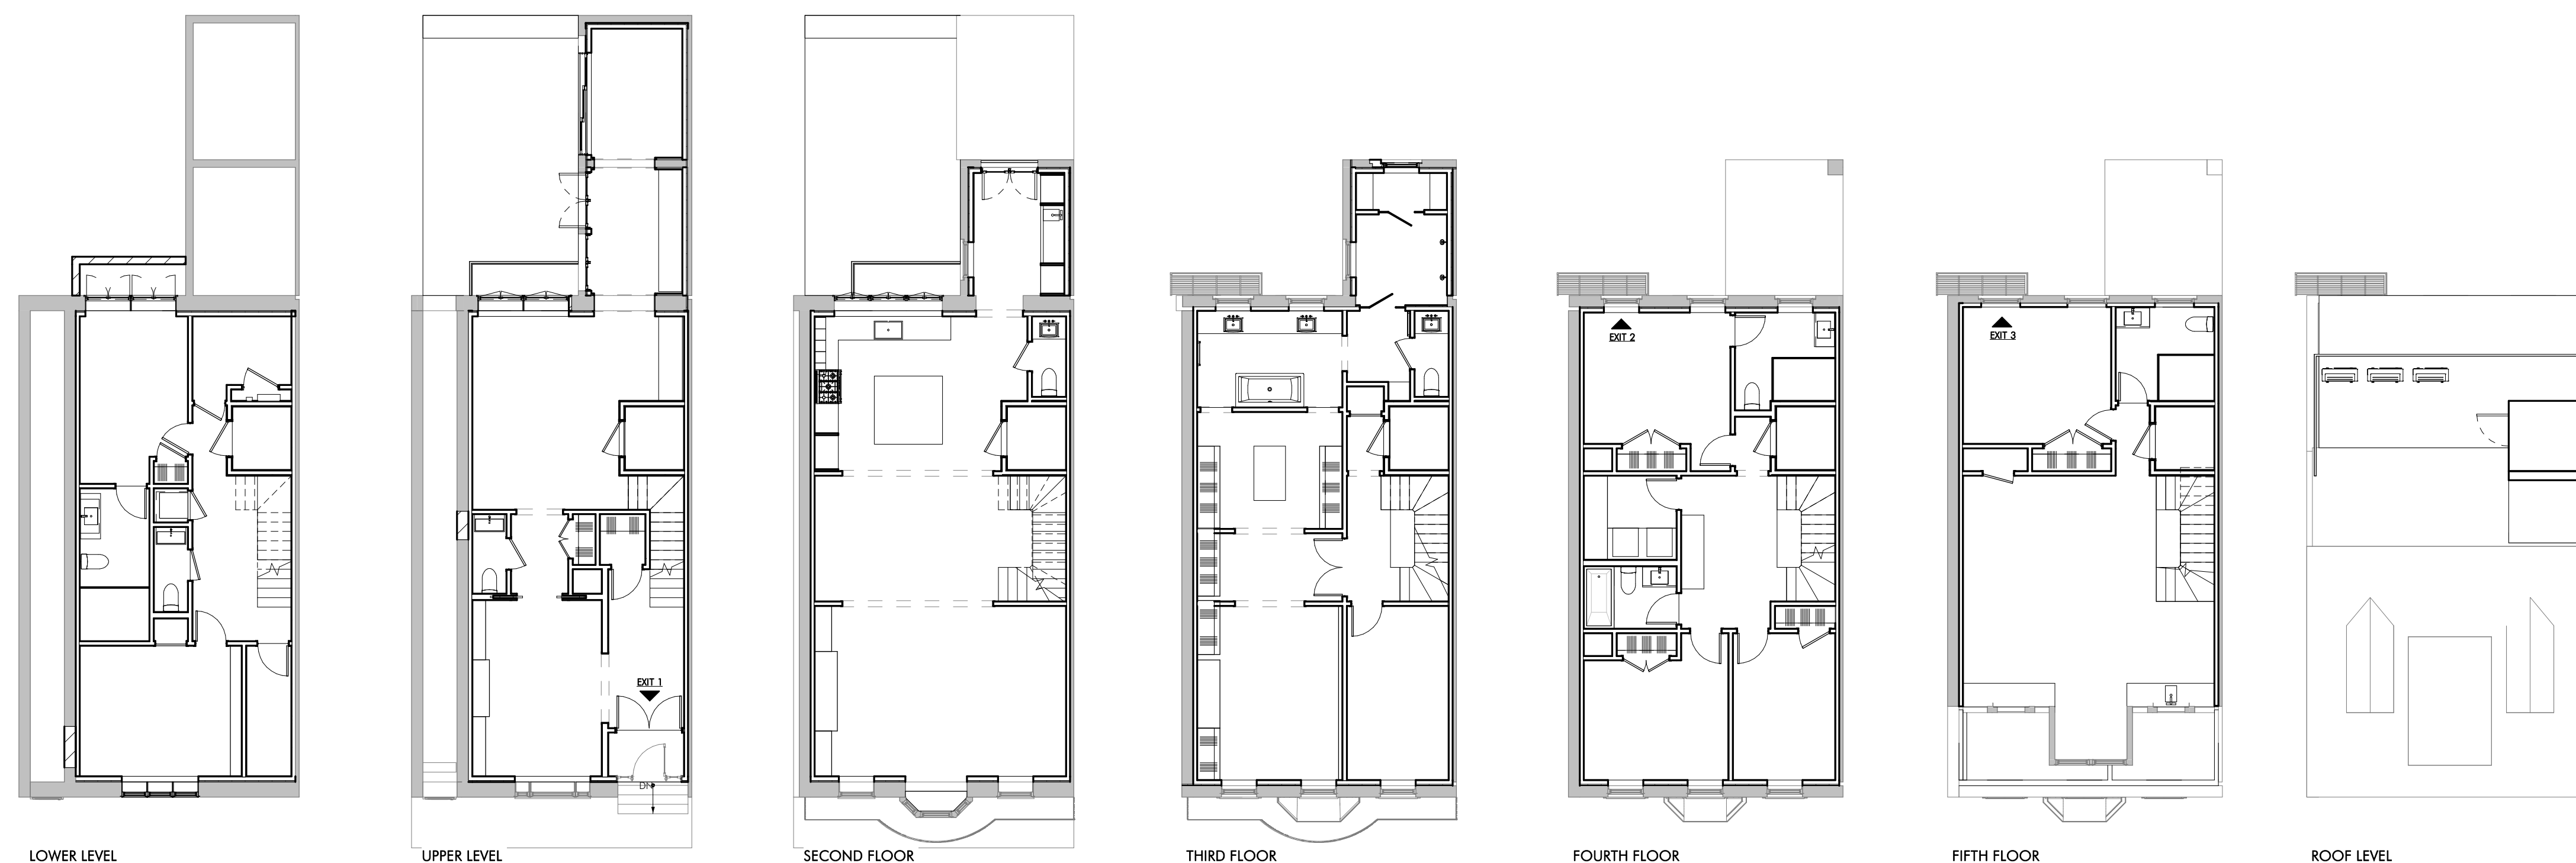 EXIT 2
EXIT 3
EXIT 1
DN
LOWER LEVEL
UPPER LEVEL
SECOND FLOOR
THIRD FLOOR
FOURTH FLOOR
FIFTH FLOOR
ROOF LEVEL